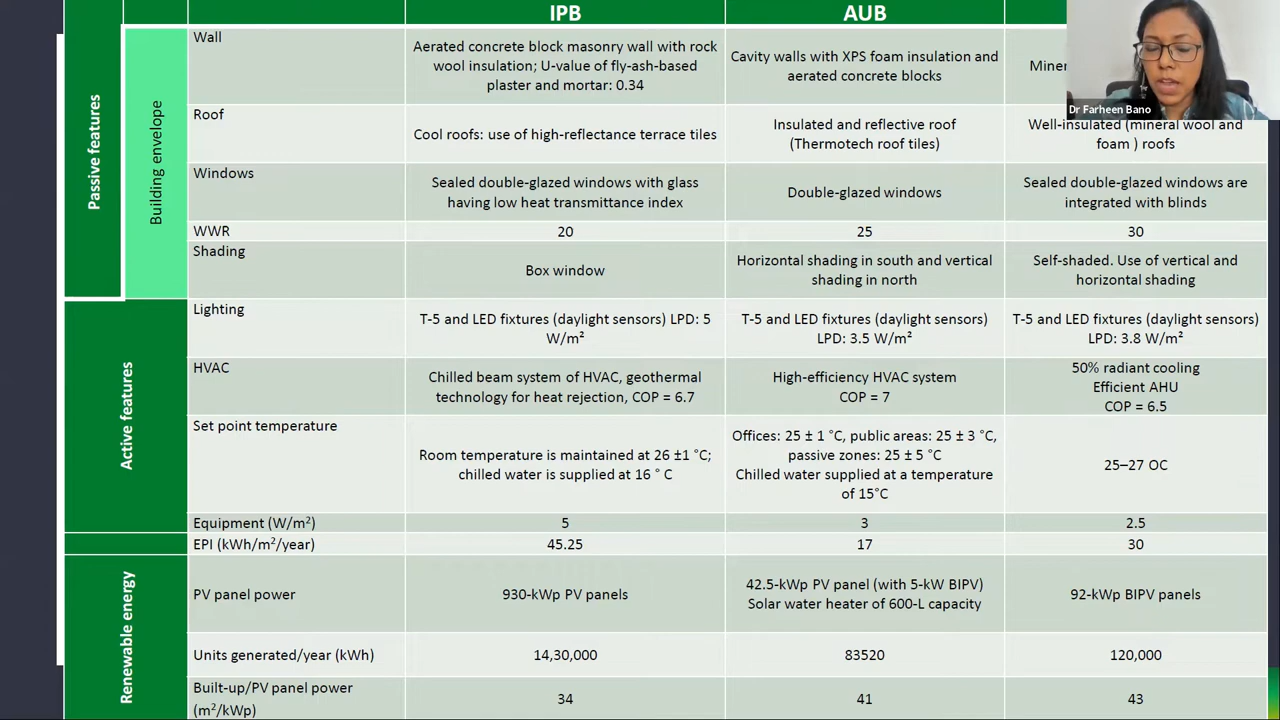 IPB
AUB
Passive features
Building envelope
Wall
Aerated concrete block masonry wall with rock
wool insulation; U-value of fly-ash-based
plaster and mortar: 0.34
Cavity walls with XPS foam insulation and
aerated concrete blocks
Dr Farheen Bano
Roof
Cool roofs: use of high-reflectance terrace tiles
Insulated and reflective roof
(Thermotech roof tiles)
Well-insulated (mineral wool and
foam ) roofs
Windows
Sealed double-glazed windows with glass
having low heat transmittance index
Double-glazed windows
Sealed double-glazed windows are
integrated with blinds
WWR
20
25
30
Shading
Box window
Horizontal shading in south and vertical
shading in north
Self-shaded. Use of vertical and
horizontal shading
Active features
Lighting
T-5 and LED fixtures (daylight sensors) LPD: 5
W/m²
T-5 and LED fixtures (daylight sensors)
LPD: 3.5 W/m²
T-5 and LED fixtures (daylight sensors)
LPD: 3.8 W/m²
HVAC
Chilled beam system of HVAC, geothermal
technology for heat rejection, COP = 6.7
High-efficiency HVAC system
COP = 7
50% radiant cooling
Efficient AHU
COP = 6.5
Set point temperature
Room temperature is maintained at 26 ±1 °C;
chilled water is supplied at 16 ° C
Offices: 25 ± 1 °C, public areas: 25 ± 3 °C,
passive zones: 25 ± 5 °C
Chilled water supplied at a temperature
of 15°C
25–27 OC
Equipment (W/m²)
5
3
2.5
EPI (kWh/m²/year)
45.25
17
30
Renewable energy
PV panel power
930-kWp PV panels
42.5-kWp PV panel (with 5-kW BIPV)
Solar water heater of 600-L capacity
92-kWp BIPV panels
Units generated/year (kWh)
14,30,000
83520
120,000
Built-up/PV panel power
(m²/kWp)
34
41
43